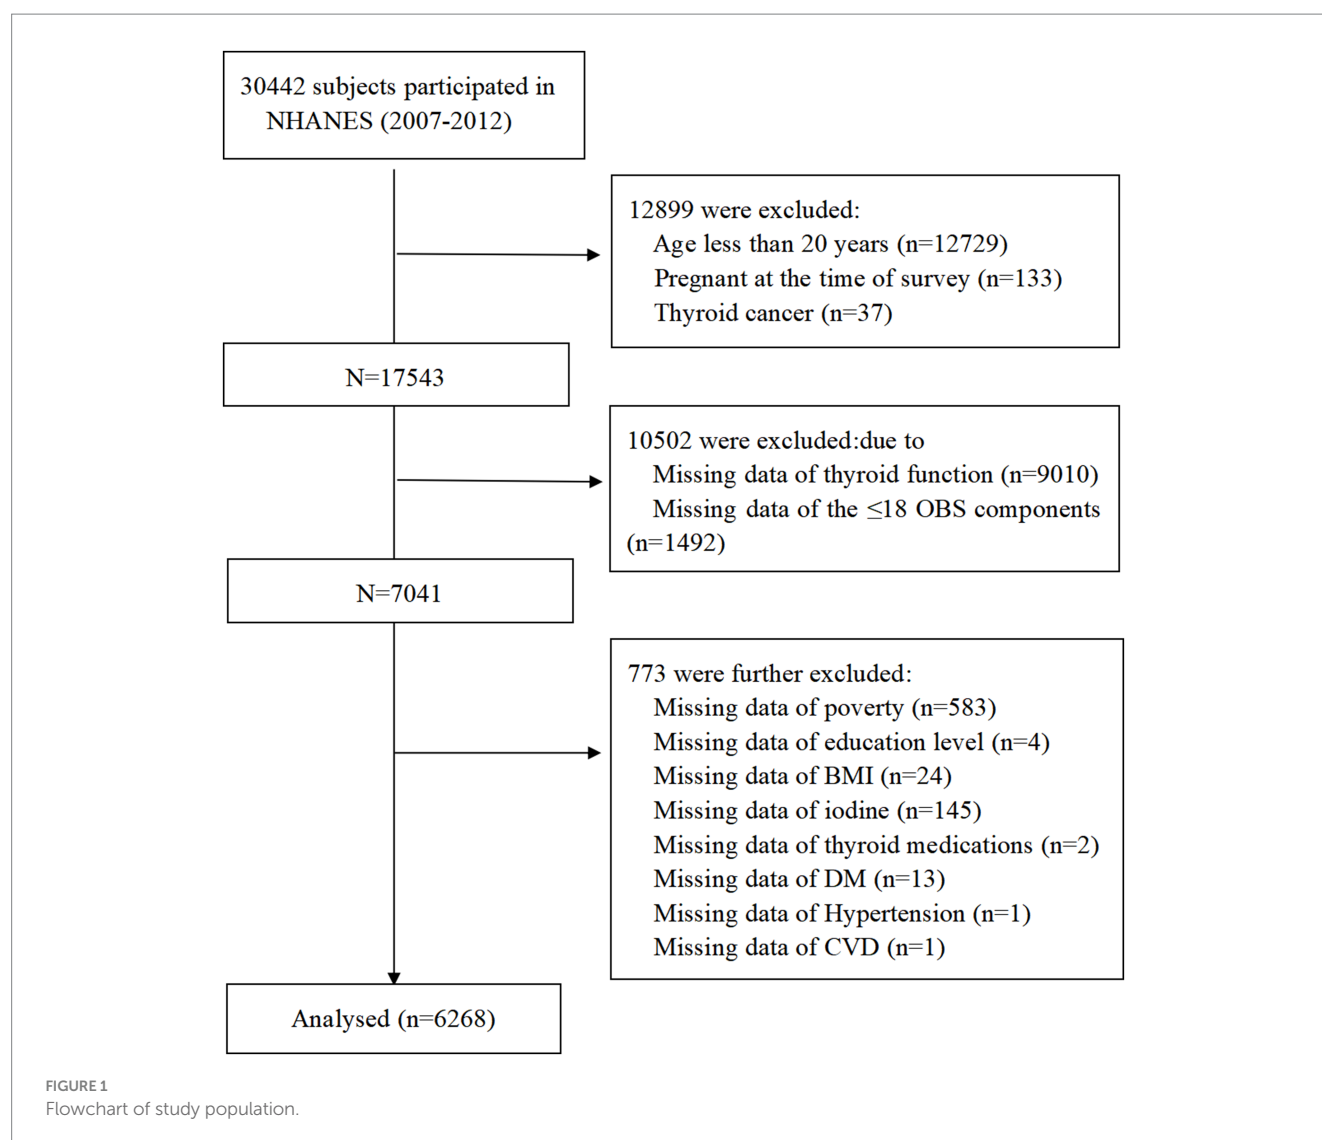 30442 subjects participated in
NHANES (2007-2012)
12899 were excluded:
Age less than 20 years (n=12729)
Pregnant at the time of survey (n=133)
Thyroid cancer (n=37)
N=17543
10502 were excluded:due to
Missing data of thyroid function (n=9010)
Missing data of the ≤18 OBS components
(n=1492)
N=7041
773 were further excluded:
Missing data of poverty (n=583)
Missing data of education level (n=4)
Missing data of BMI (n=24)
Missing data of iodine (n=145)
Missing data of thyroid medications (n=2)
Missing data of DM (n=13)
Missing data of Hypertension (n=1)
Missing data of CVD (n=1)
Analysed (n=6268)
FIGURE 1
Flowchart of study population.